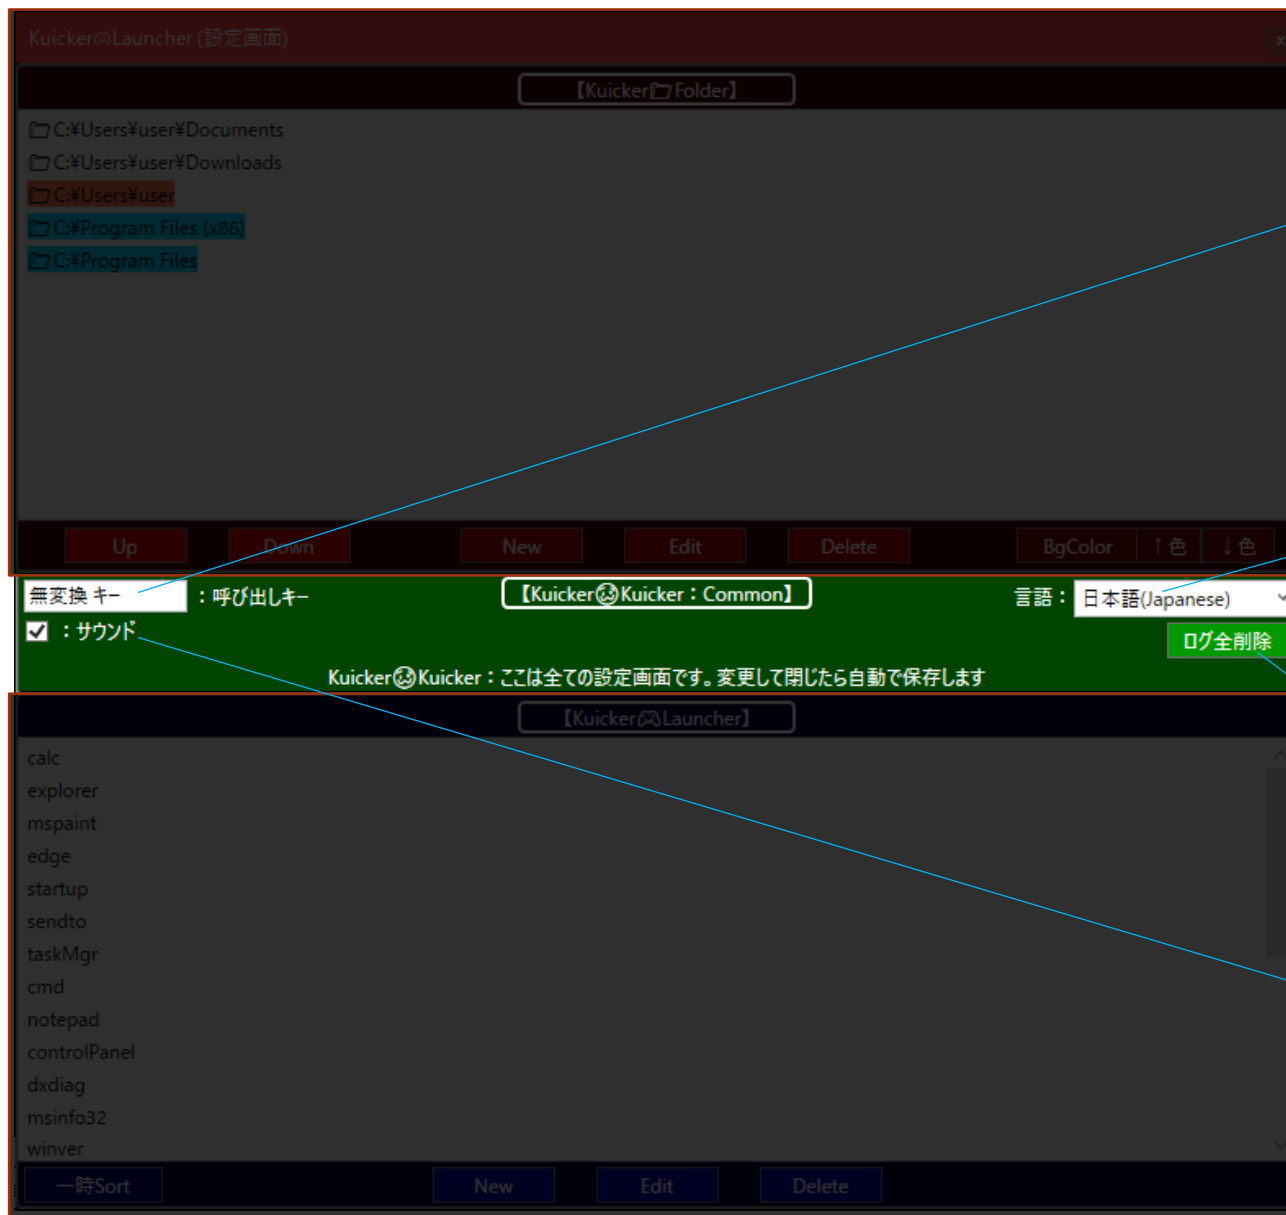 Kuicker🎮Launcher (設定画面)
x
【Kuicker🗀Folder】
C:¥Users¥user¥Documents
C:¥Users¥user¥Downloads
C:¥Users¥user
C:¥Program Files (x86)
C:¥Program Files
Up Down New Edit Delete BgColor ↑色 ↓色
無変換 キー ：呼び出しキー 【Kuicker😺Kuicker：Common】 言語： 日本語(Japanese)
：サウンド ログ全削除
Kuicker😺Kuicker：ここは全ての設定画面です。変更して閉じたら自動で保存します
【Kuicker🎮Launcher】
calc
explorer
mspaint
edge
startup
sendto
taskMgr
cmd
notepad
controlPanel
dxdiag
msinfo32
winver
一時Sort New Edit Delete